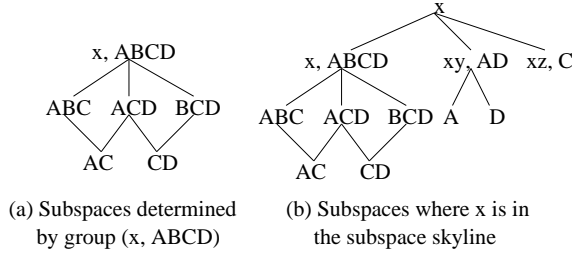 x
x, ABCD
x, ABCD
xy, AD
xz, C
ABC
ACD
BCD
ABC
ACD
BCD
A
D
AC
CD
AC
CD
(a) Subspaces determined
by group (x, ABCD)
(b) Subspaces where x is in
the subspace skyline